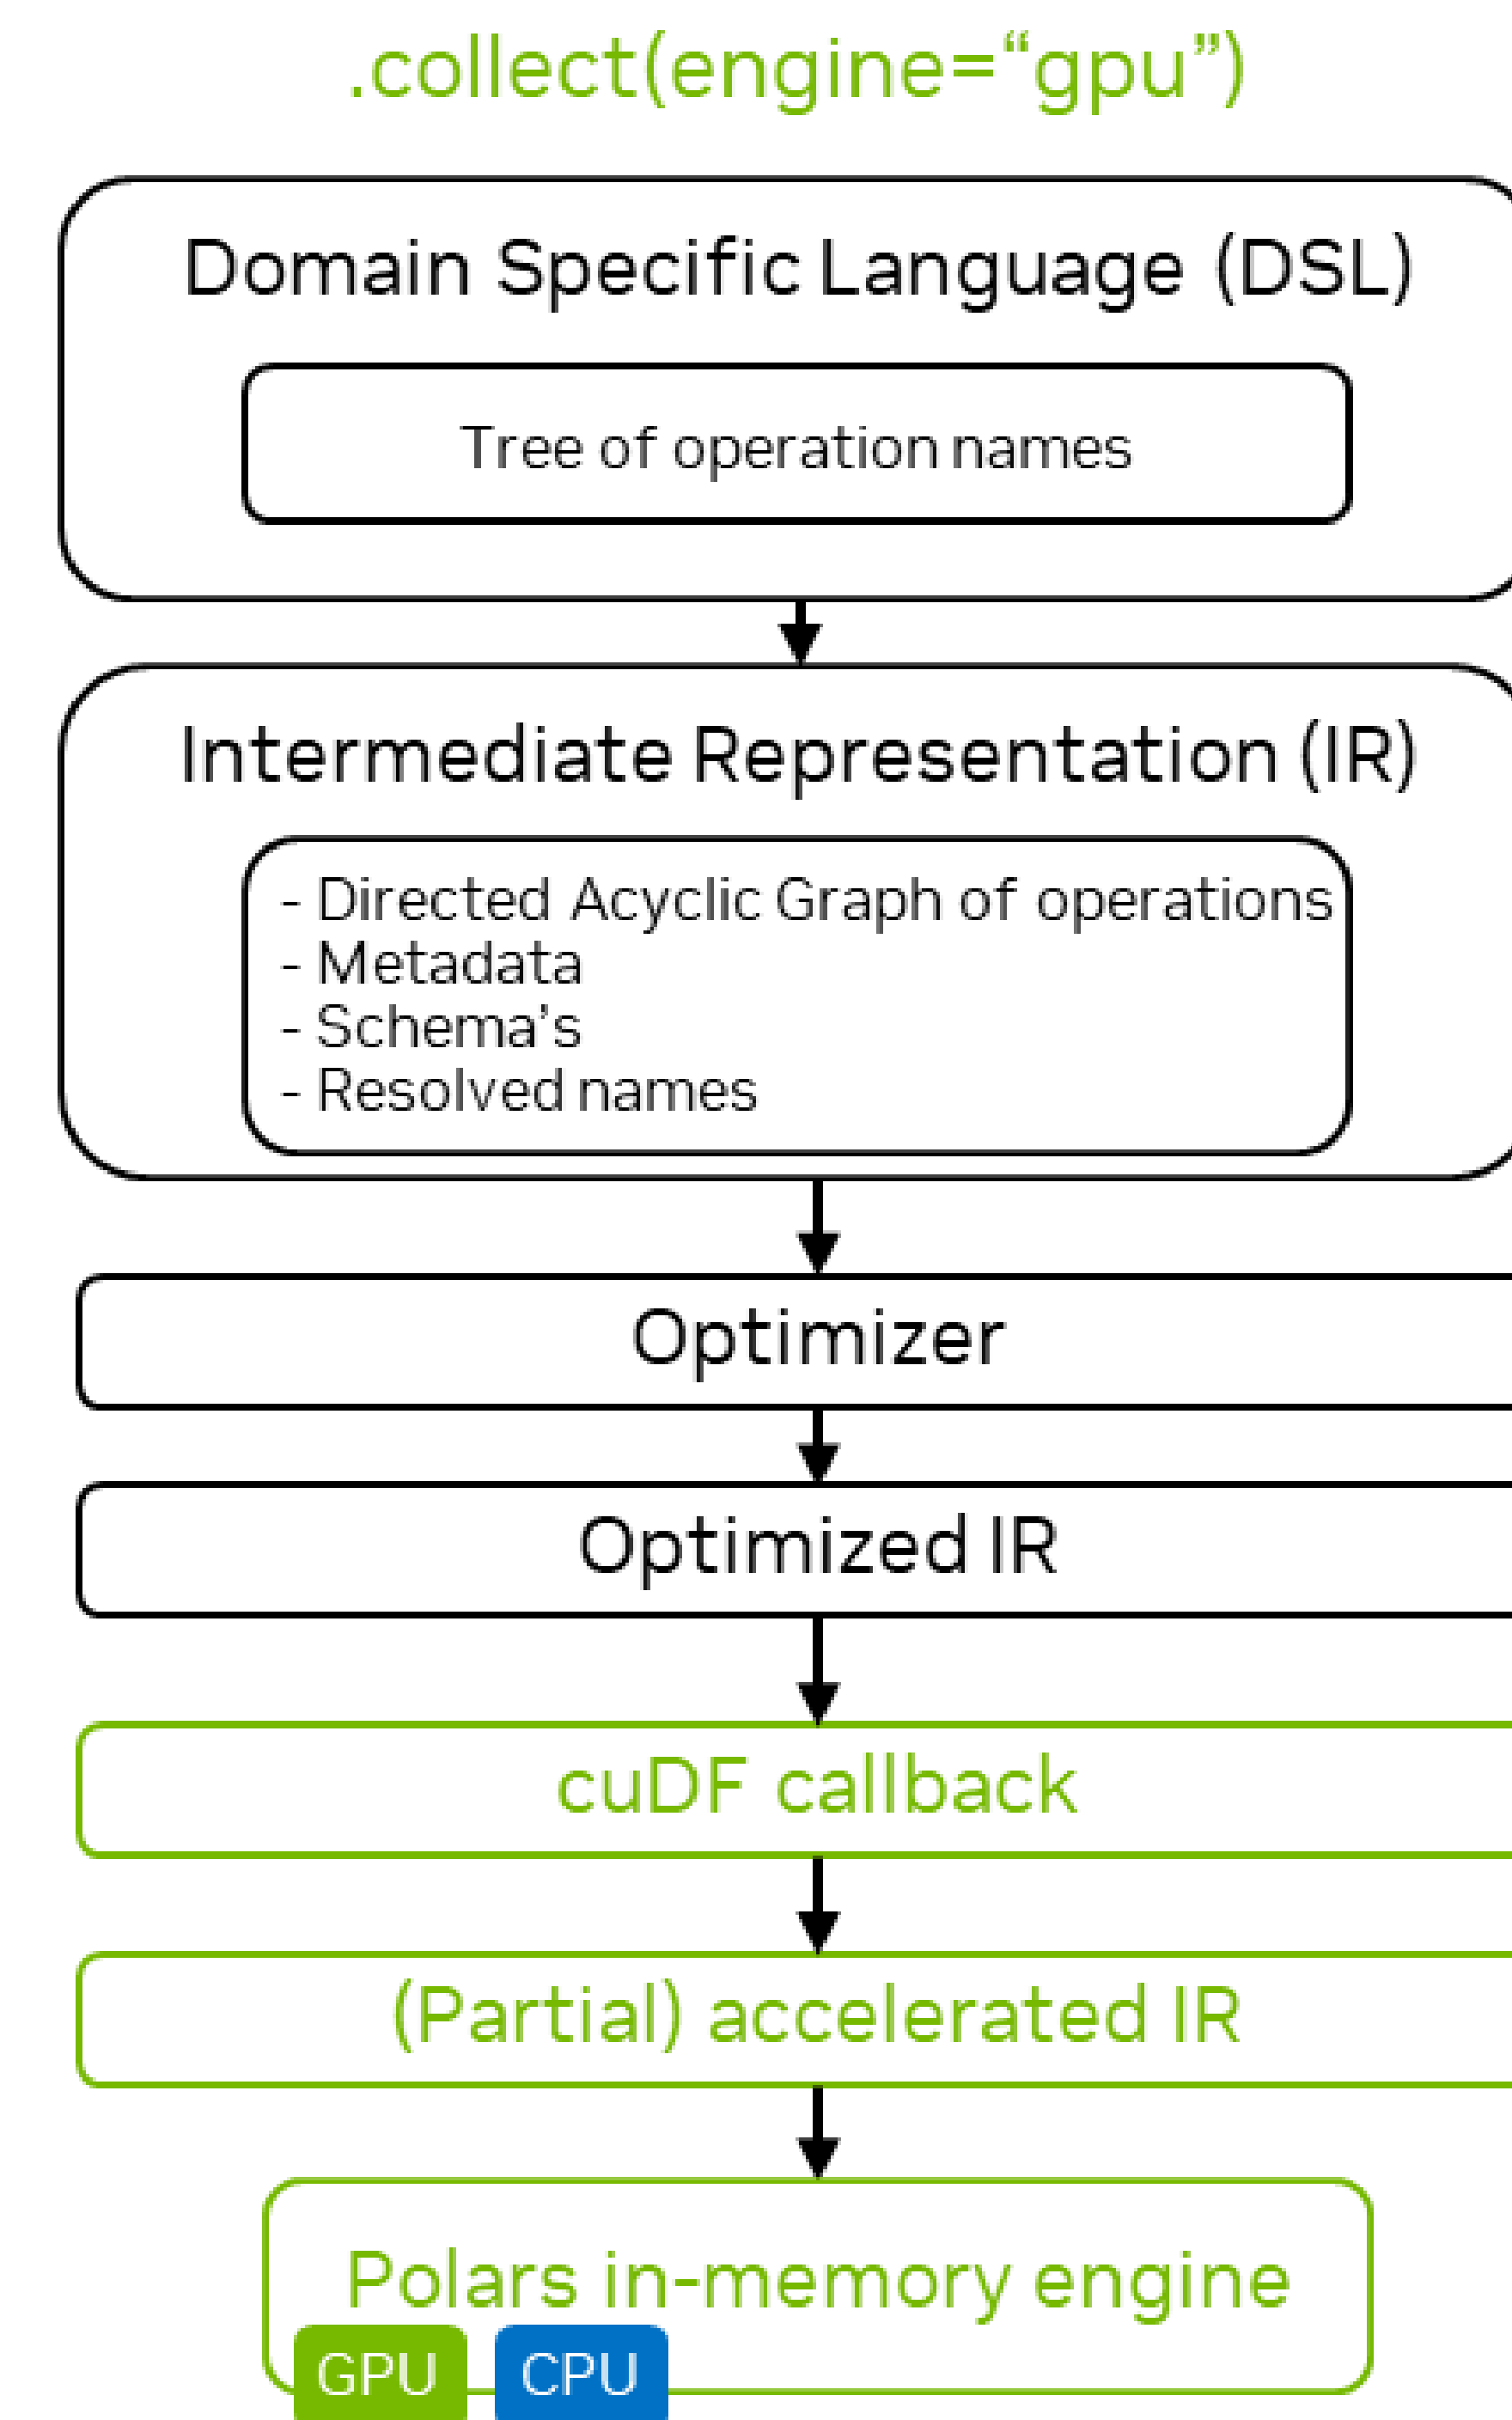 .collect(engine=“gpu”)
Domain Specific Language (DSL)
Tree of operation names
Intermediate Representation (IR)
- Directed Acyclic Graph of operations
- Metadata
- Schema’s
- Resolved names
Optimizer
Optimized IR
cuDF callback
(Partial) accelerated IR
Polars in-memory engine
GPU CPU